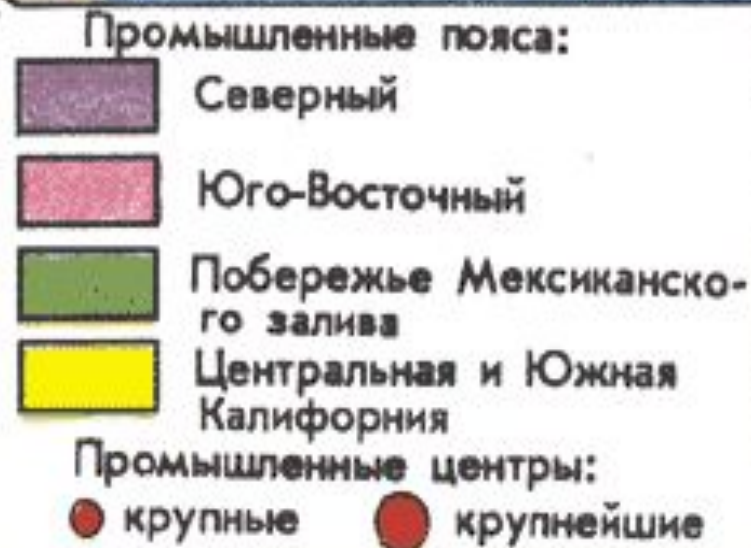 Промышленные пояса:
Северный
Юго-Восточный
Побережье Мексиканско-
го залива
Центральная и Южная
Калифорния
Промышленные центры:
крупные крупнейшие